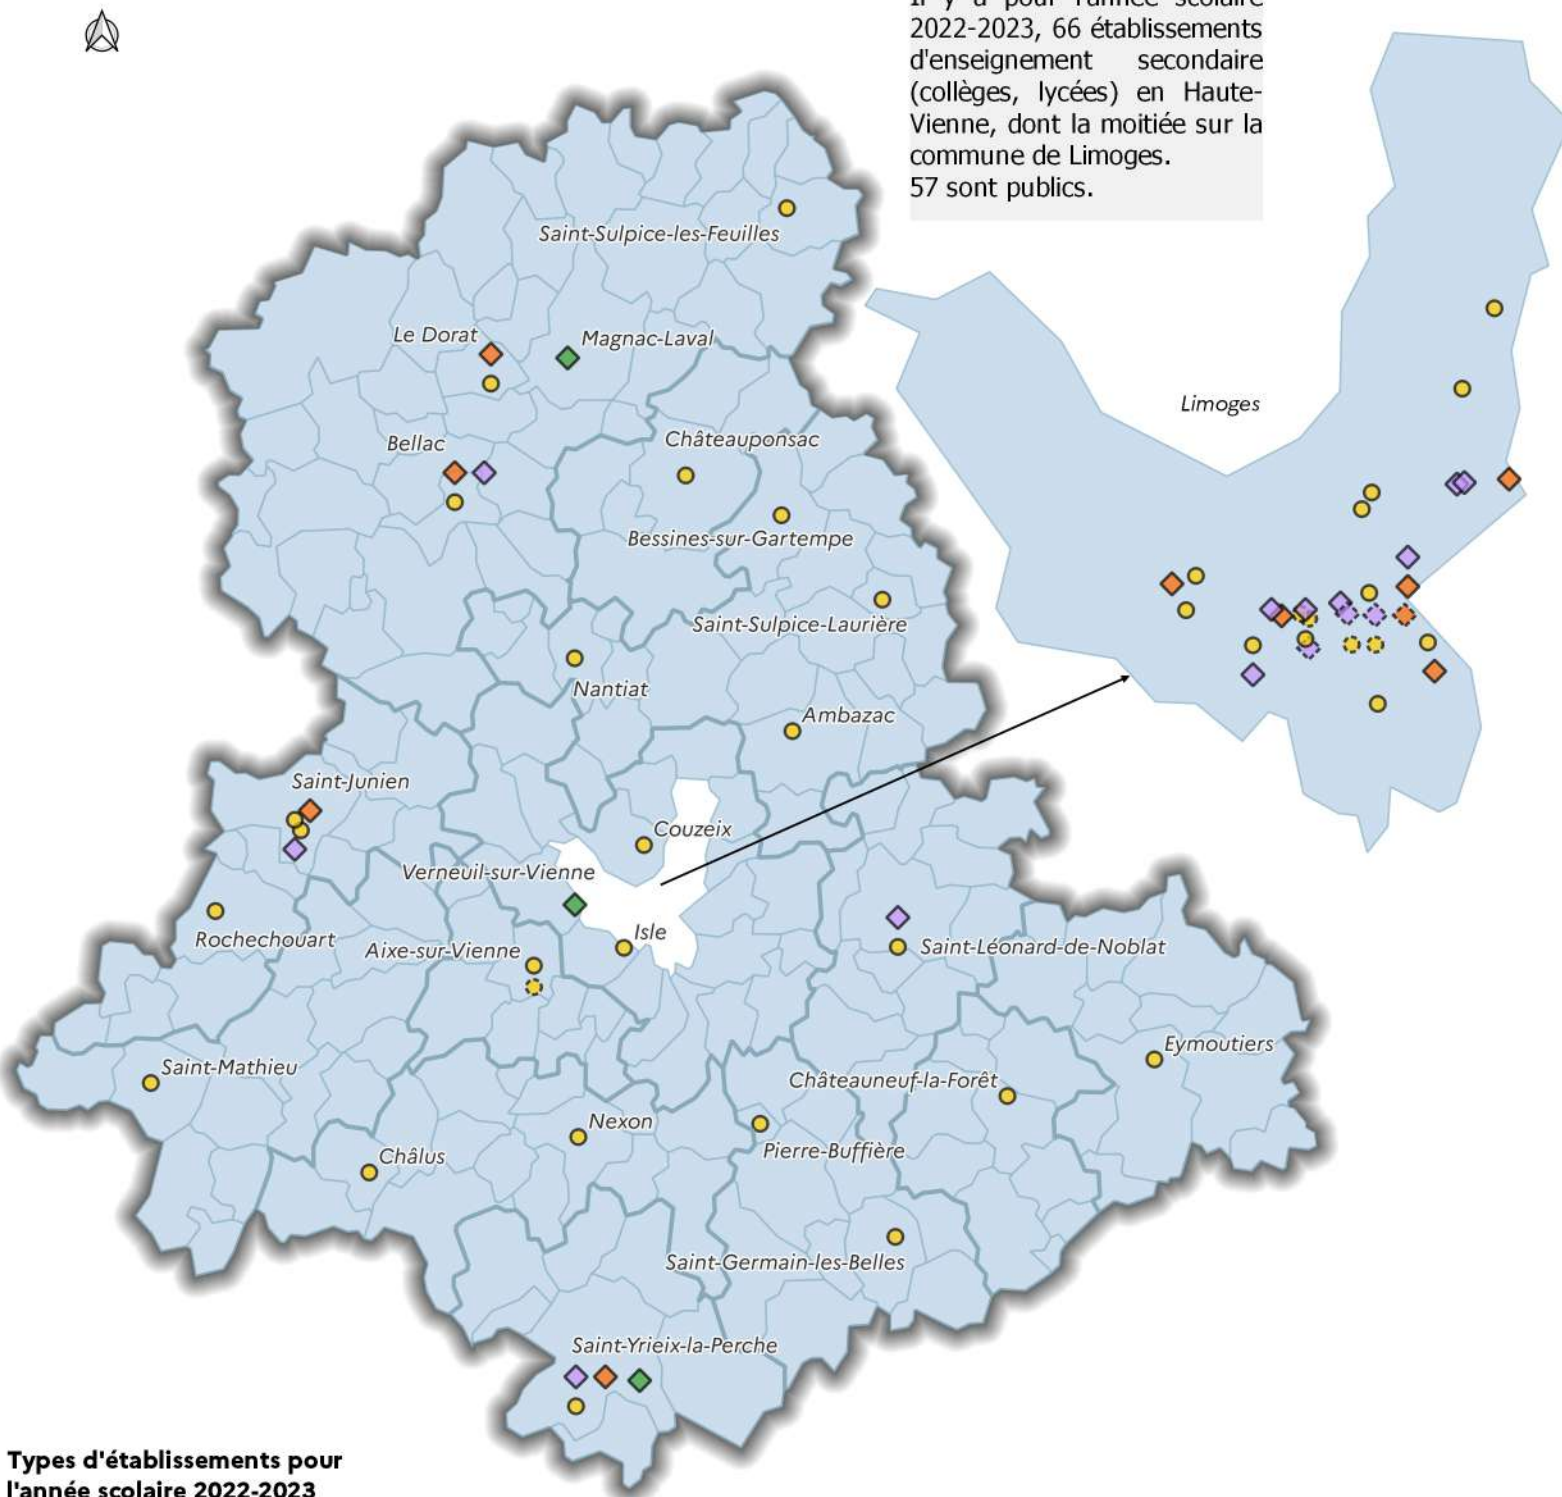 Il y a pour l'année scolaire
2022-2023, 66 établissements
d'enseignement secondaire
(collèges, lycées) en Haute-
Vienne, dont la moitiée sur la
commune de Limoges.
57 sont publics.
Saint-Sulpice-les-Feuilles
Le Dorat
Magnac-Laval
Limoges
Bellac
Châteauponsac
Bessines-sur-Gartempe
Saint-Sulpice-Laurière
Nantiat
Ambazac
Saint-Junien
Couzeix
Verneuil-sur-Vienne
Isle
Rochechouart
Aixe-sur-Vienne
Saint-Léonard-de-Noblat
Eymoutiers
Saint-Mathieu
Châteauneuf-la-Forêt
Nexon
Pierre-Buffière
Châlus
Saint-Germain-les-Belles
Saint-Yrieix-la-Perche
Types d'établissements pour
l'année scolaire 2022-2023